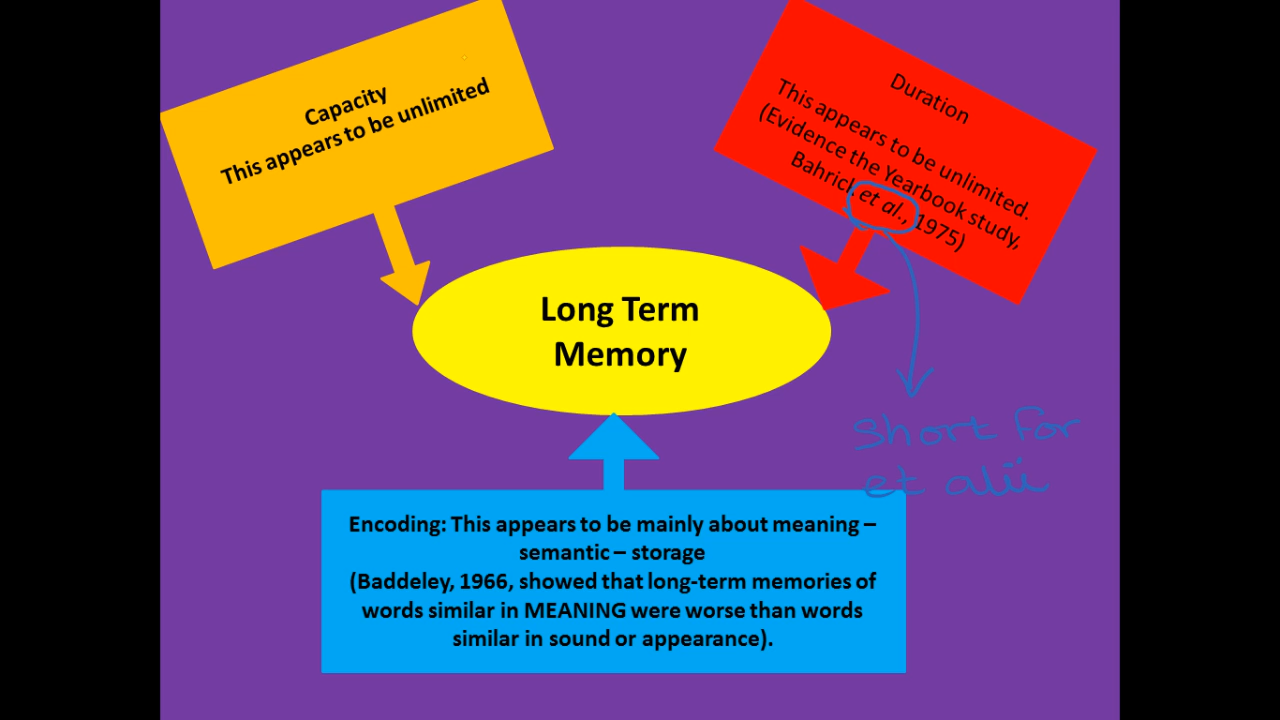 Capacity
This appears to be unlimited
Duration
This appears to be unlimited.
(Evidence the Yearbook study,
Bahrick et al., 1975)
Long Term
Memory
short for
et alii
Encoding: This appears to be mainly about meaning –
semantic – storage
(Baddeley, 1966, showed that long-term memories of
words similar in MEANING were worse than words
similar in sound or appearance).